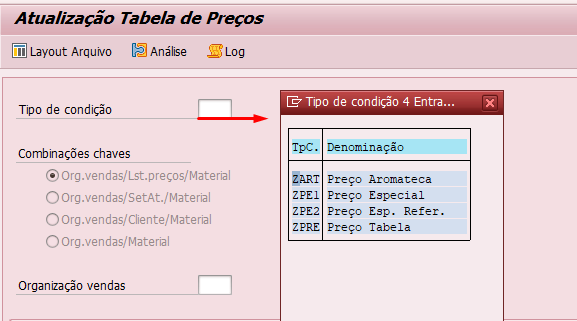 Atualização Tabela de Preços
Layout Arquivo Análise Log
Tipo de condição
Combinações chaves
Org.vendas/Lst.preços/Material
Org.vendas/SetAt./Material
Org.vendas/Cliente/Material
Org.vendas/Material
Organização vendas
Tipo de condição 4 Entra...
TpC. Denominação
ZART Preço Aromateca
ZPE1 Preço Especial
ZPE2 Preço Esp. Refer.
ZPRE Preço Tabela